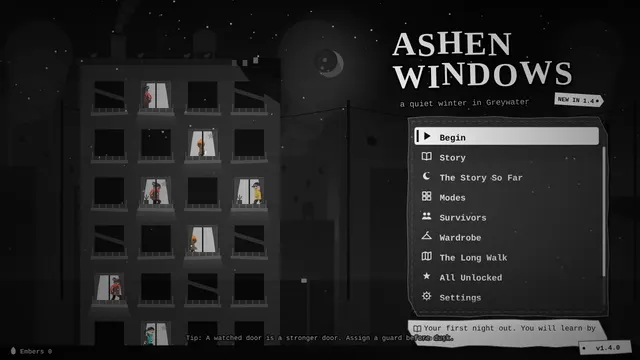 ASHEN
WINDOWS
a quiet winter in Greywater
NEW IN 1.4
Begin
Story
The Story So Far
Modes
Survivors
Wardrobe
The Long Walk
All Unlocked
Settings
Your first night out. You will learn by
Tip: A watched door is a stronger door. Assign a guard before dusk.
Embers 0
v1.4.0